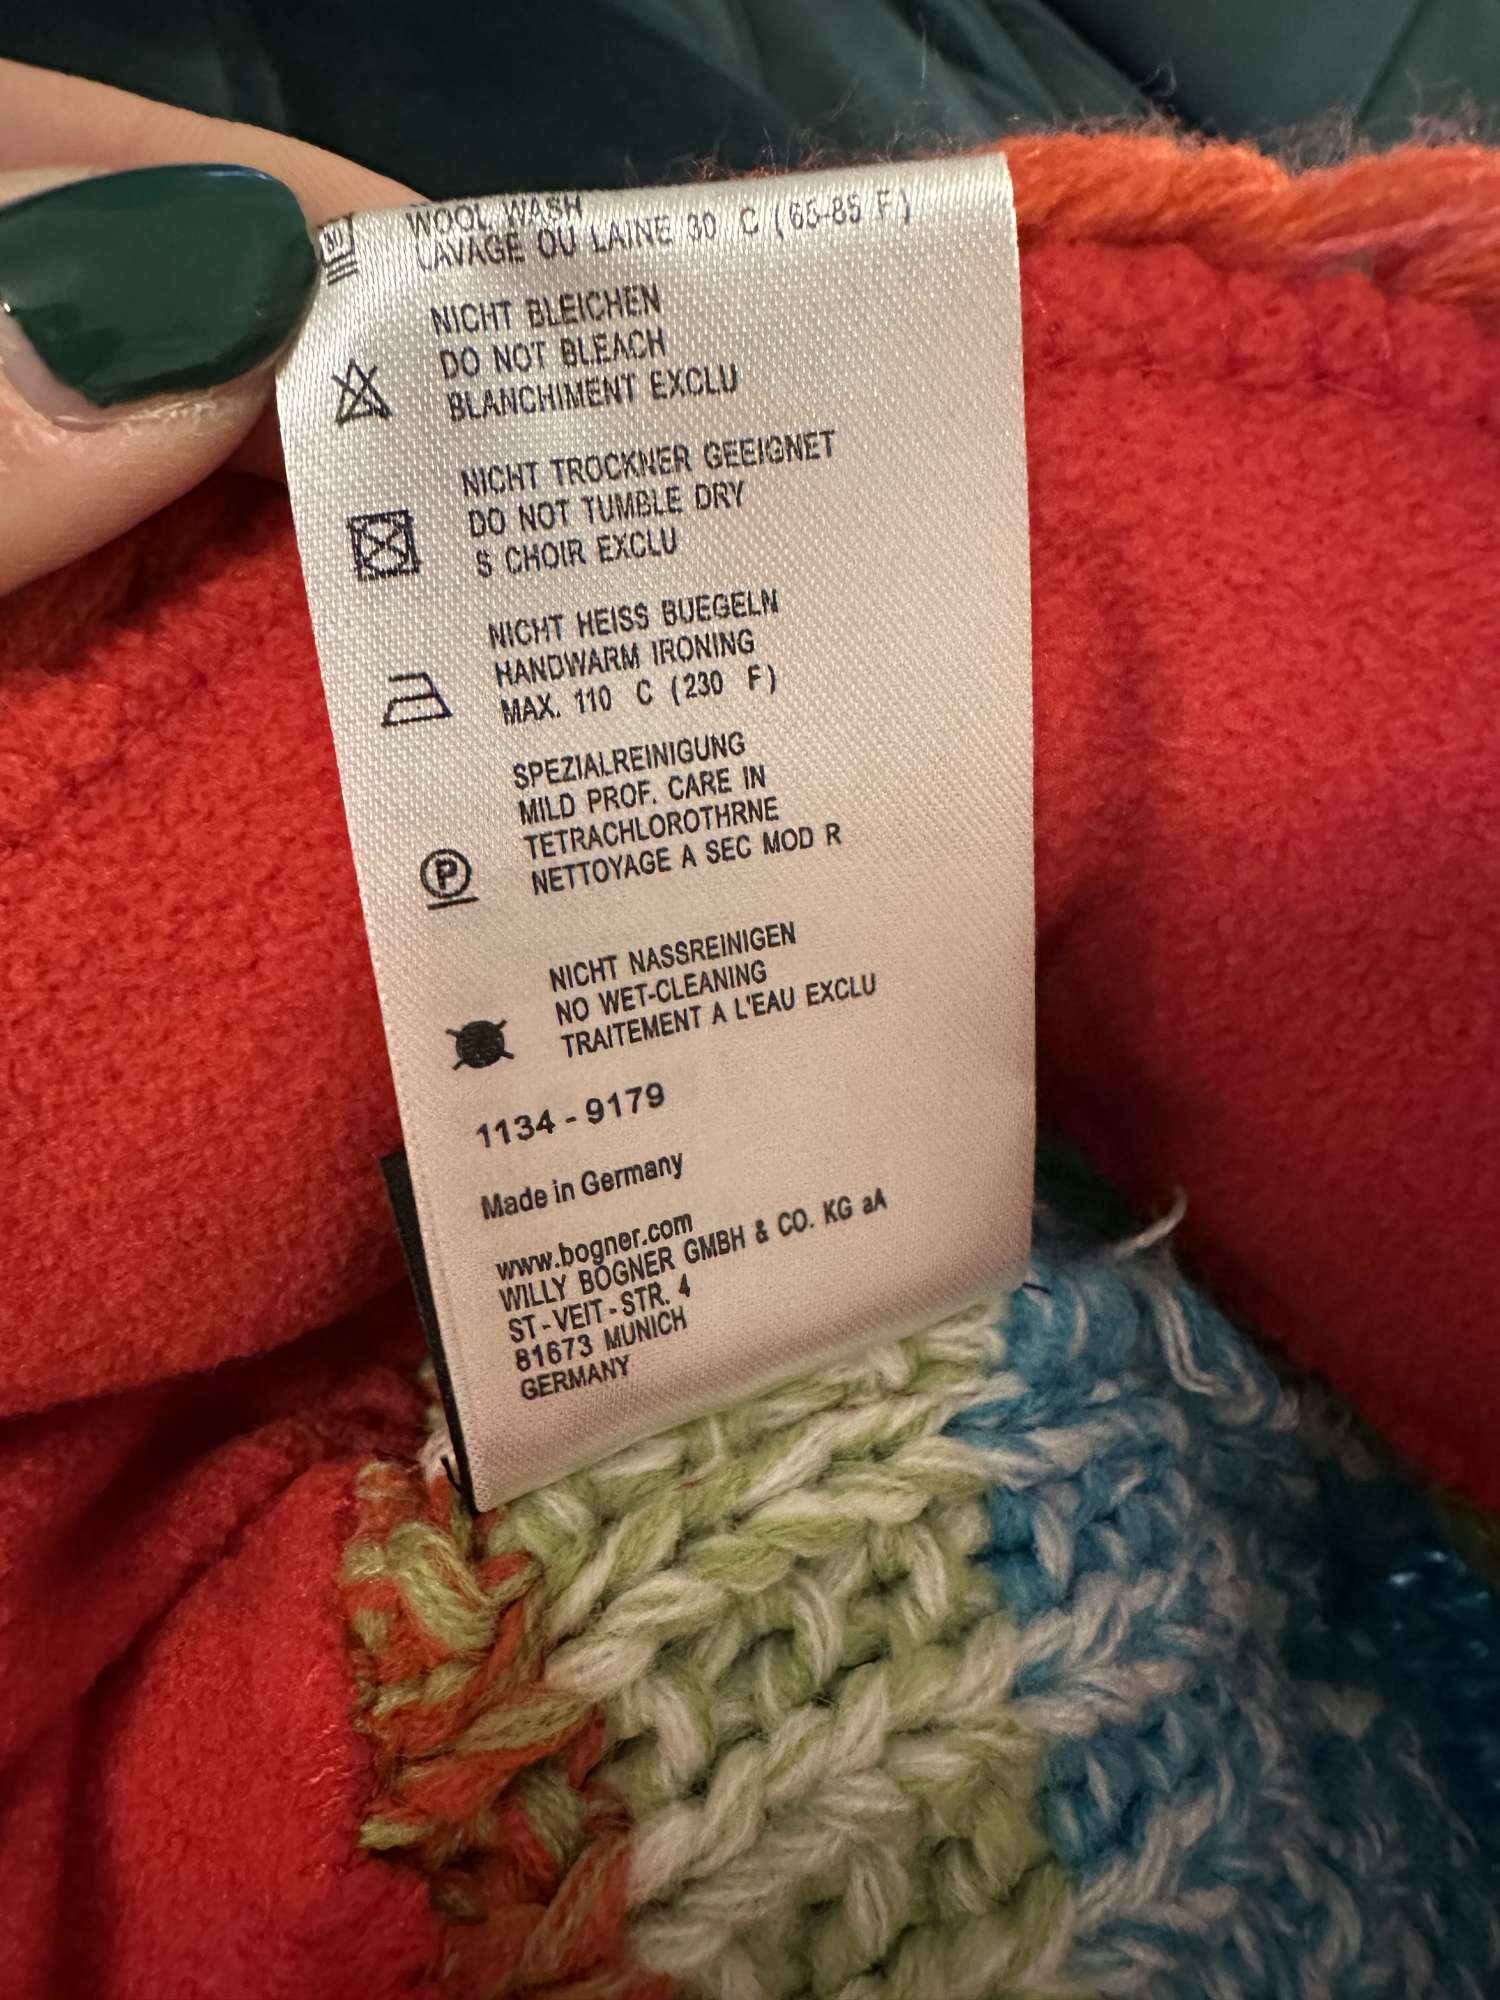 30
WOOL WASH
LAVAGE OU LAINE 30 C (65-85 F)
NICHT BLEICHEN
DO NOT BLEACH
BLANCHIMENT EXCLU
NICHT TROCKNER GEEIGNET
DO NOT TUMBLE DRY
S CHOIR EXCLU
NICHT HEISS BUEGELN
HANDWARM IRONING
MAX. 110 C (230 F)
SPEZIALREINIGUNG
MILD PROF. CARE IN
TETRACHLOROTHRNE
NETTOYAGE A SEC MOD R
P
NICHT NASSREINIGEN
NO WET-CLEANING
TRAITEMENT A L'EAU EXCLU
1134 - 9179
Made in Germany
www.bogner.com
WILLY BOGNER GMBH & CO. KG aA
ST - VEIT - STR. 4
81673 MUNICH
GERMANY